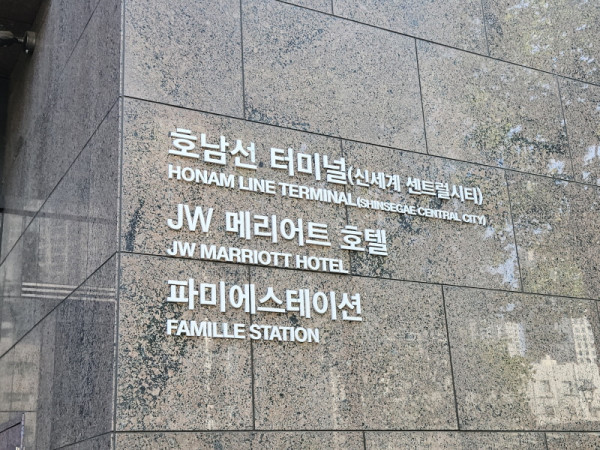 호남선 터미널(신세계 센트럴시티)
HONAM LINE TERMINAL(SHINSEGAE CENTRAL CITY)
JW 메리어트 호텔
JW MARRIOTT HOTEL
파미에스테이션
FAMILLE STATION